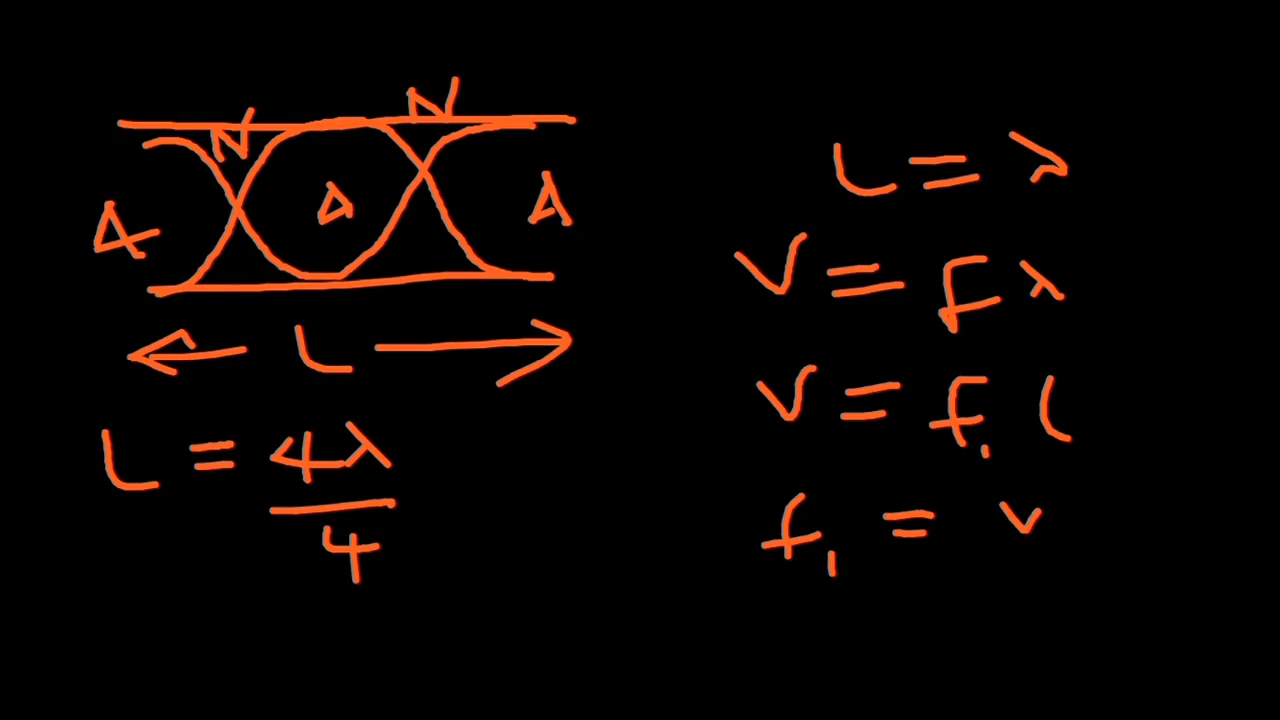 N N
A A A
L
L = 4λ/4
L = λ
V = fλ
V = f₁ L
f₁ = v